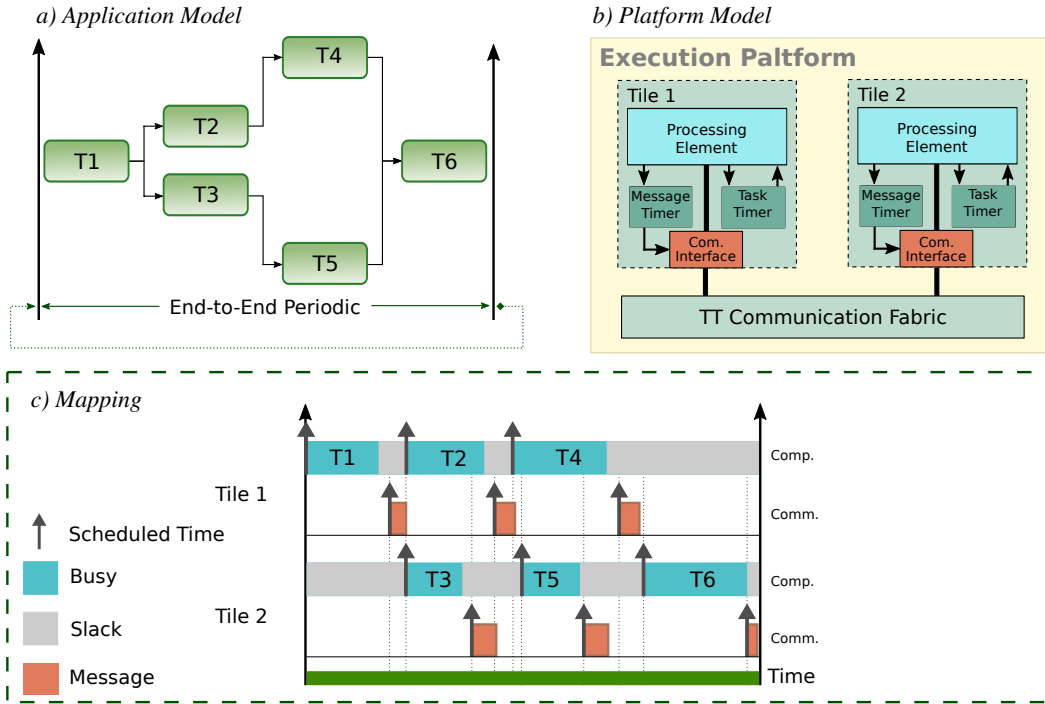 a) Application Model
T1
T2
T3
T4
T5
T6
End-to-End Periodic
b) Platform Model
Execution Paltform
Tile 1
Processing
Element
Message
Timer
Task
Timer
Com.
Interface
Tile 2
Processing
Element
Message
Timer
Task
Timer
Com.
Interface
TT Communication Fabric
c) Mapping
T1
T2
T4
Comp.
Tile 1
Comm.
Scheduled Time
T3
T5
T6
Comp.
Busy
Tile 2
Slack
Comm.
Message
Time